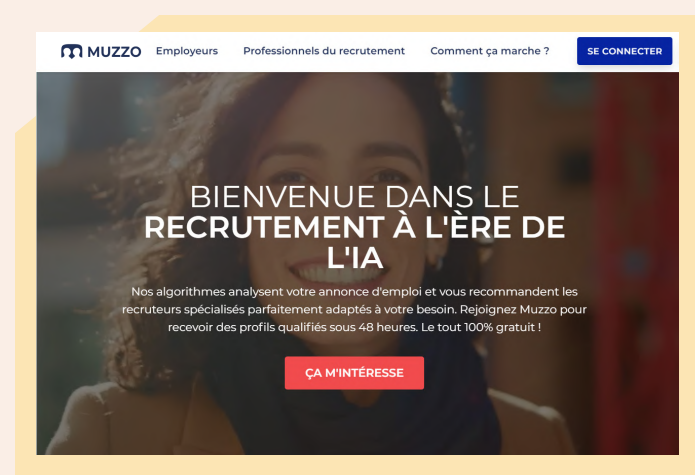 MUZZO Employeurs Professionnels du recrutement Comment ça marche ? SE CONNECTER
BIENVENUE DANS LE
RECRUTEMENT À L'ÈRE DE
L'IA
Nos algorithmes analysent votre annonce d'emploi et vous recommandent les
recruteurs spécialisés parfaitement adaptés à votre besoin. Rejoignez Muzzo pour
recevoir des profils qualifiés sous 48 heures. Le tout 100% gratuit !
ÇA M'INTÉRESSE